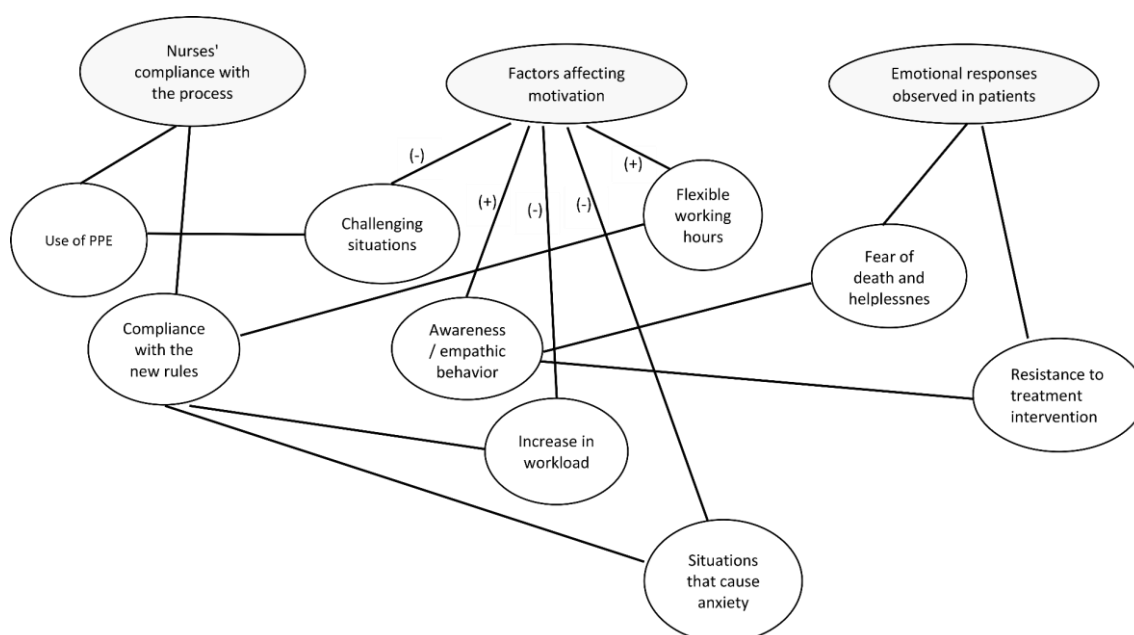 Nurses'
compliance with
the process
Factors affecting
motivation
Emotional responses
observed in patients
(-)
(+)
(+)
(-)
(-)
Use of PPE
Challenging
situations
Flexible
working
hours
Fear of
death and
helplessnes
Compliance
with the
new rules
Awareness
/ empathic
behavior
Resistance to
treatment
intervention
Increase in
workload
Situations
that cause
anxiety